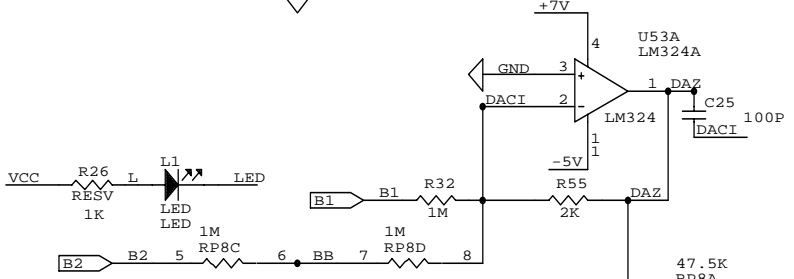 +7V
4
U53A
LM324A
GND 3
+
1 DAZ
DACI 2
-
C25
LM324
100P
DACI
1
1
-5V
VCC
R26
L
L1
LED
RESV
1K
LED
LED
B1
B1
R32
1M
R55
2K
DAZ
1M
RP8C
1M
RP8D
B2
B2
5
6
BB
7
8
47.5K
RP8A